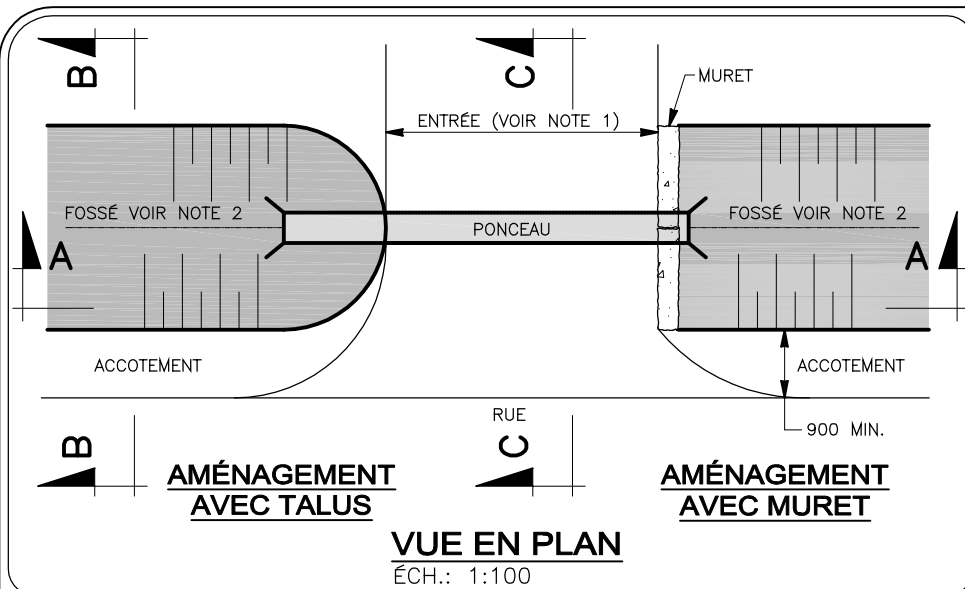 B
C
MURET
ENTRÉE (VOIR NOTE 1)
FOSSÉ VOIR NOTE 2
PONCEAU
FOSSÉ VOIR NOTE 2
A
A
ACCOTEMENT
ACCOTEMENT
RUE
900 MIN.
B
C
AMÉNAGEMENT
AVEC TALUS
AMÉNAGEMENT
AVEC MURET
VUE EN PLAN
ÉCH.: 1:100